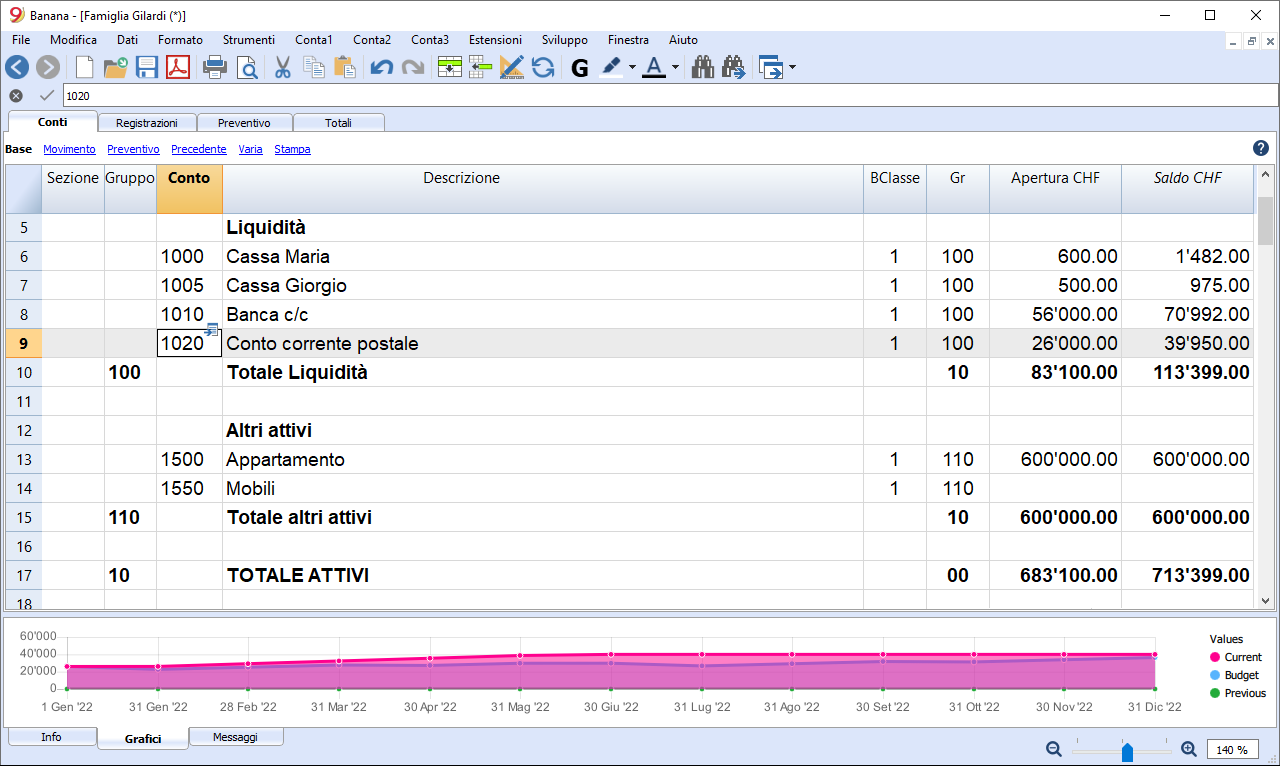 Banana - [Famiglia Gilardi (*)]
File Modifica Dati Formato Strumenti Conta1 Conta2 Conta3 Estensioni Sviluppo Finestra Aiuto
G A
1020
Conti Registrazioni Preventivo Totali
Base Movimento Preventivo Precedente Varia Stampa ?
Sezione Gruppo Conto Descrizione BClasse Gr Apertura CHF Saldo CHF
5 Liquidità
6 1000 Cassa Maria 1 100 600.00 1'482.00
7 1005 Cassa Giorgio 1 100 500.00 975.00
8 1010 Banca c/c 1 100 56'000.00 70'992.00
9 1020 Conto corrente postale 1 100 26'000.00 39'950.00
10 100 Totale Liquidità 10 83'100.00 113'399.00
11
12 Altri attivi
13 1500 Appartamento 1 110 600'000.00 600'000.00
14 1550 Mobili 1 110
15 110 Totale altri attivi 10 600'000.00 600'000.00
16
17 10 TOTALE ATTIVI 00 683'100.00 713'399.00
18
60'000
40'000
20'000
0
1 Gen '22 31 Gen '22 28 Feb '22 31 Mar '22 30 Apr '22 31 Mag '22 30 Giu '22 31 Lug '22 31 Ago '22 30 Set '22 31 Ott '22 30 Nov '22 31 Dic '22
Values
Current
Budget
Previous
Info Grafici Messaggi
140 %